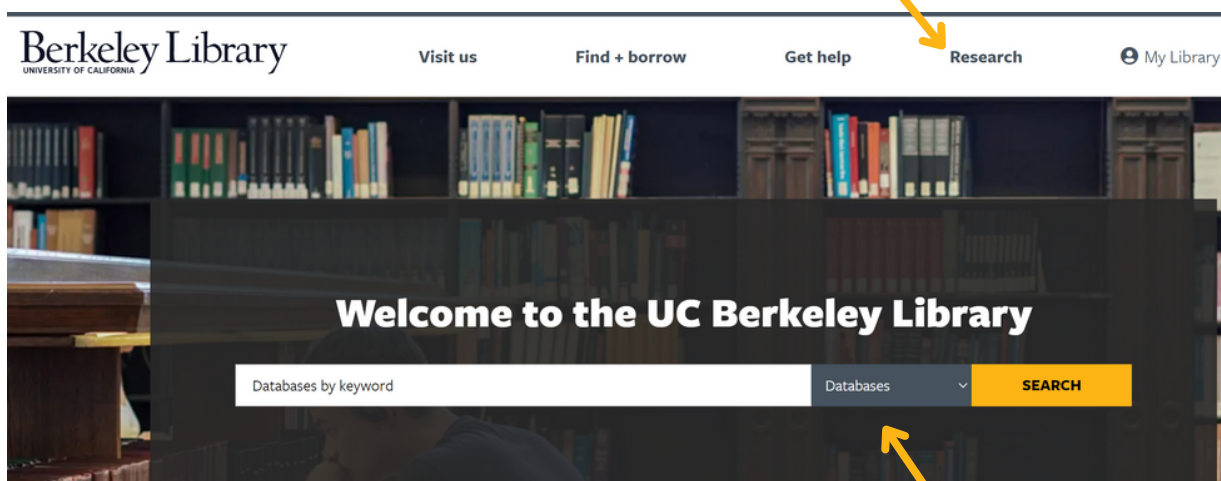 Berkeley Library
UNIVERSITY OF CALIFORNIA
Visit us
Find + borrow
Get help
Research
My Library
Welcome to the UC Berkeley Library
Databases by keyword
Databases
SEARCH